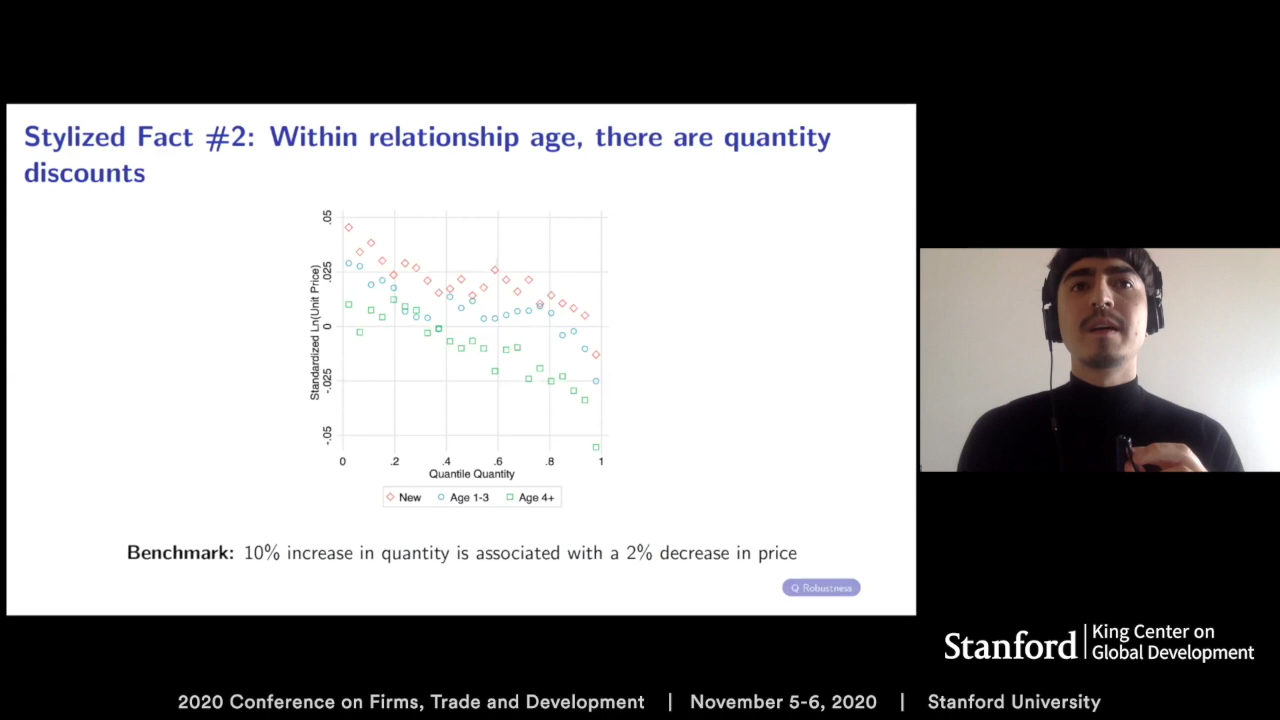 Stylized Fact #2: Within relationship age, there are quantity
discounts
Standardized Ln(Unit Price)
.05
.025
0
-.025
-.05
0 .2 .4 .6 .8 1
Quantile Quantity
New Age 1-3 Age 4+
Benchmark: 10% increase in quantity is associated with a 2% decrease in price
Q Robustness
Stanford
King Center on
Global Development
2020 Conference on Firms, Trade and Development | November 5-6, 2020 | Stanford University